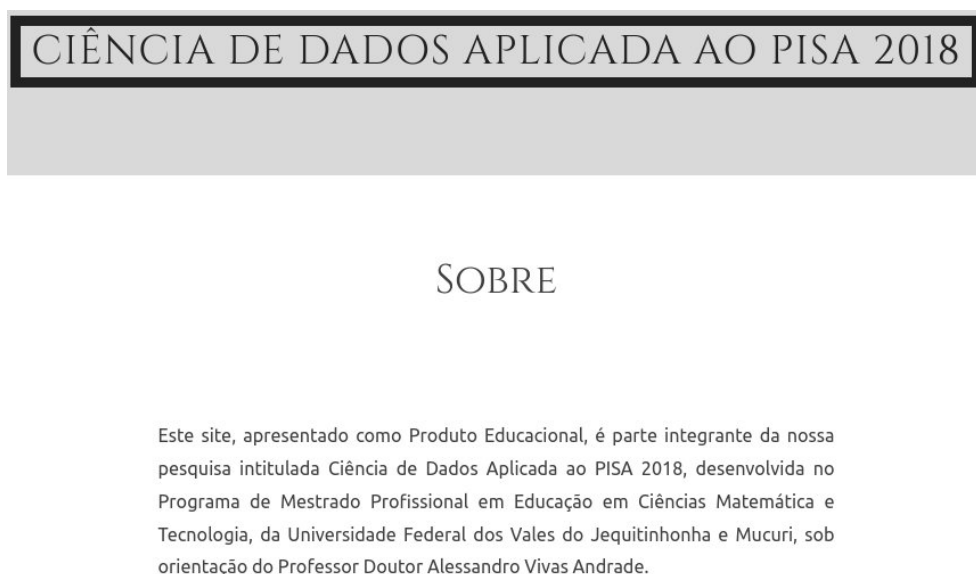 CIÊNCIA DE DADOS APLICADA AO PISA 2018
SOBRE
Este site, apresentado como Produto Educacional, é parte integrante da nossa
pesquisa intitulada Ciência de Dados Aplicada ao PISA 2018, desenvolvida no
Programa de Mestrado Profissional em Educação em Ciências Matemática e
Tecnologia, da Universidade Federal dos Vales do Jequitinhonha e Mucuri, sob
orientação do Professor Doutor Alessandro Vivas Andrade.